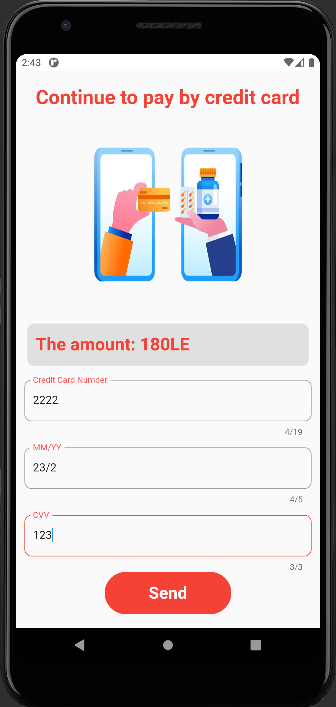 2:43
Continue to pay by credit card
The amount: 180LE
Credit Card Numder
2222
4/19
MM/YY
23/2
4/5
CVV
123
3/3
Send